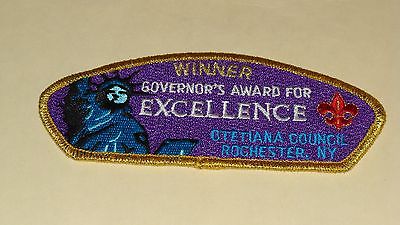 WINNER
GOVERNOR'S AWARD FOR
EXCELLENCE
OTETIANA COUNCIL
ROCHESTER, NY